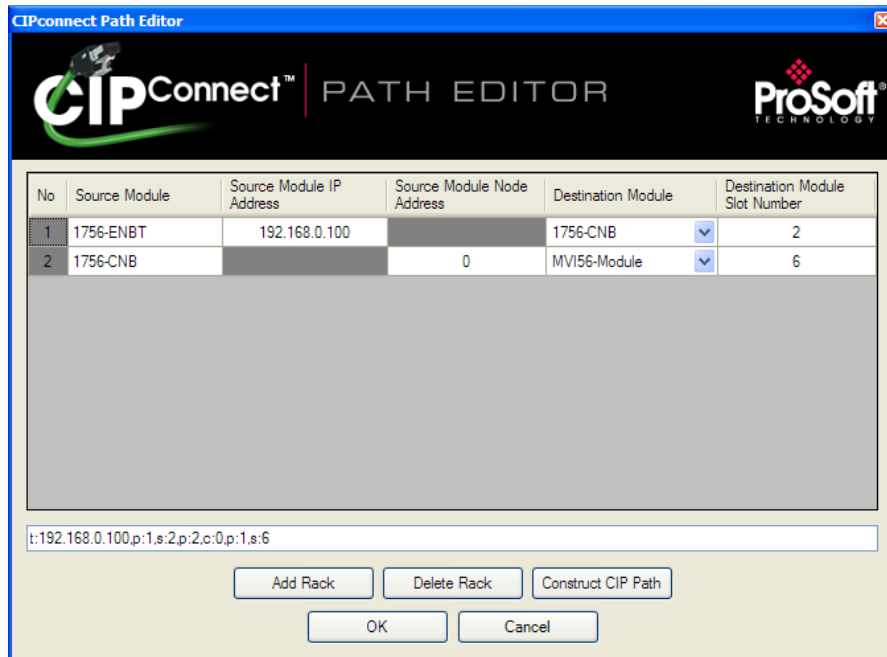 CIPconnect Path Editor
CIPConnect™ PATH EDITOR
ProSoft®
TECHNOLOGY
No Source Module Source Module IP Address Source Module Node Address Destination Module Destination Module Slot Number
1 1756-ENBT 192.168.0.100 1756-CNB 2
2 1756-CNB 0 MVI56-Module 6
t:192.168.0.100,p:1,s:2,p:2,c:0,p:1,s:6
Add Rack Delete Rack Construct CIP Path
OK Cancel